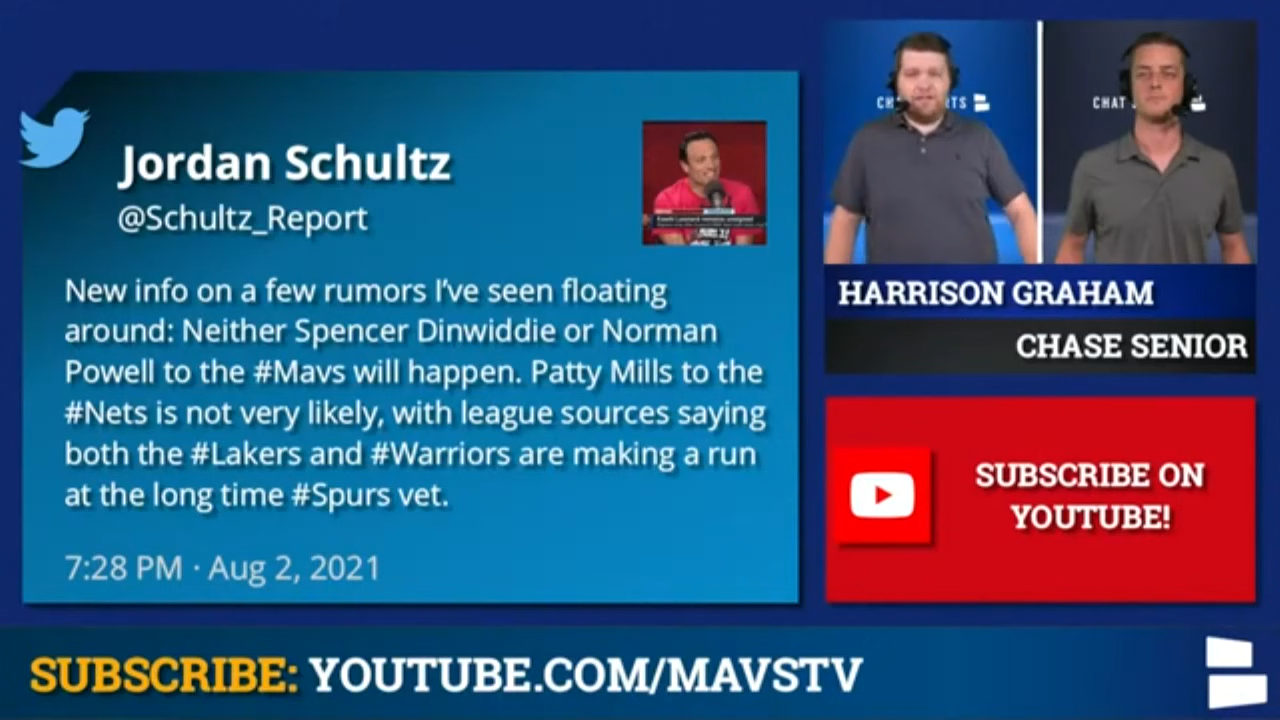 Jordan Schultz
@Schultz_Report
New info on a few rumors I've seen floating
around: Neither Spencer Dinwiddie or Norman
Powell to the #Mavs will happen. Patty Mills to the
#Nets is not very likely, with league sources saying
both the #Lakers and #Warriors are making a run
at the long time #Spurs vet.
7:28 PM · Aug 2, 2021
CHAT
HARRISON GRAHAM
CHASE SENIOR
SUBSCRIBE ON
YOUTUBE!
SUBSCRIBE: YOUTUBE.COM/MAVSTV